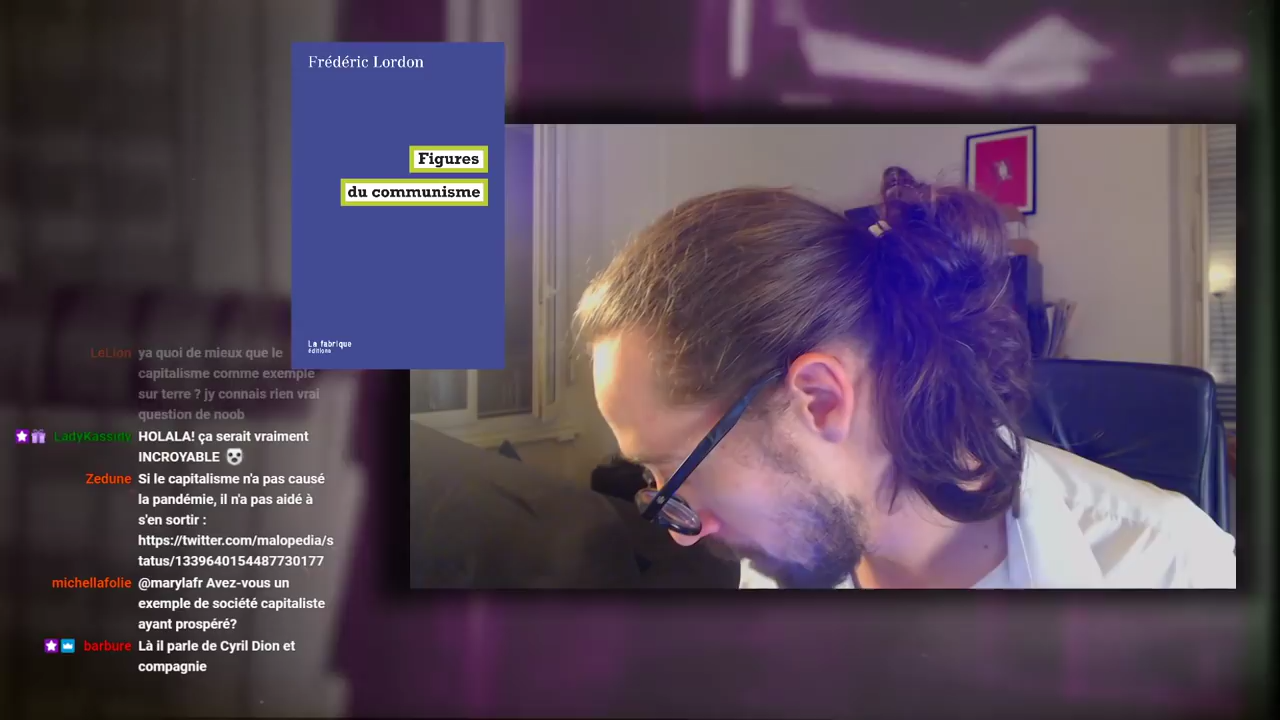 Frédéric Lordon
Figures
du communisme
La fabrique
éditions
LeLion ya quoi de mieux que le
capitalisme comme exemple
sur terre ? jy connais rien vrai
question de noob
LadyKassidy HOLALA! ça serait vraiment
INCROYABLE
Zedune Si le capitalisme n'a pas causé
la pandémie, il n'a pas aidé à
s'en sortir :
https://twitter.com/malopedia/s
tatus/1339640154487730177
michellafolie @marylafr Avez-vous un
exemple de société capitaliste
ayant prospéré?
barbure Là il parle de Cyril Dion et
compagnie